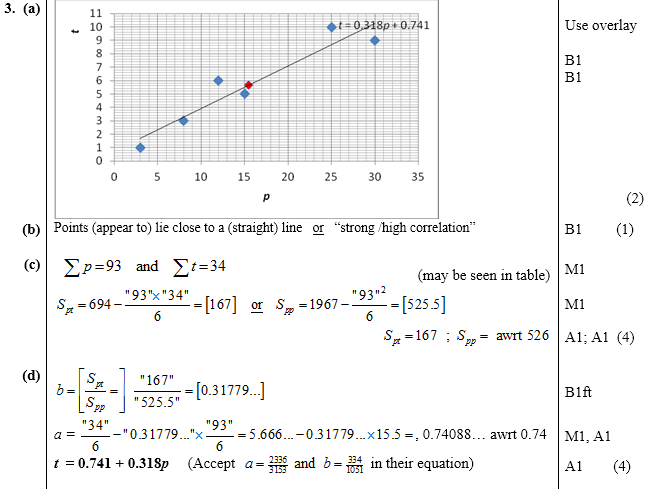 3. (a)
11
10
9
8
7
6
5
4
3
2
1
0
t
t = 0.318p + 0.741
0 5 10 15 20 25 30 35
p
Use overlay
B1
B1
(2)
(b) Points (appear to) lie close to a (straight) line or “strong /high correlation” B1 (1)
(c) ∑p=93 and ∑t=34 (may be seen in table) M1
S_pt = 694 − "93"×"34"/6 = [167] or S_pp = 1967 − "93"²/6 = [525.5] M1
S_pt = 167 ; S_pp = awrt 526 A1; A1 (4)
(d) b = [S_pt/S_pp =] "167"/"525.5" = [0.31779...] B1ft
a = "34"/6 − "0.31779..."× "93"/6 = 5.666...−0.31779...×15.5 =, 0.74088... awrt 0.74 M1, A1
t = 0.741 + 0.318p (Accept a = 2336/3153 and b = 334/1051 in their equation) A1 (4)